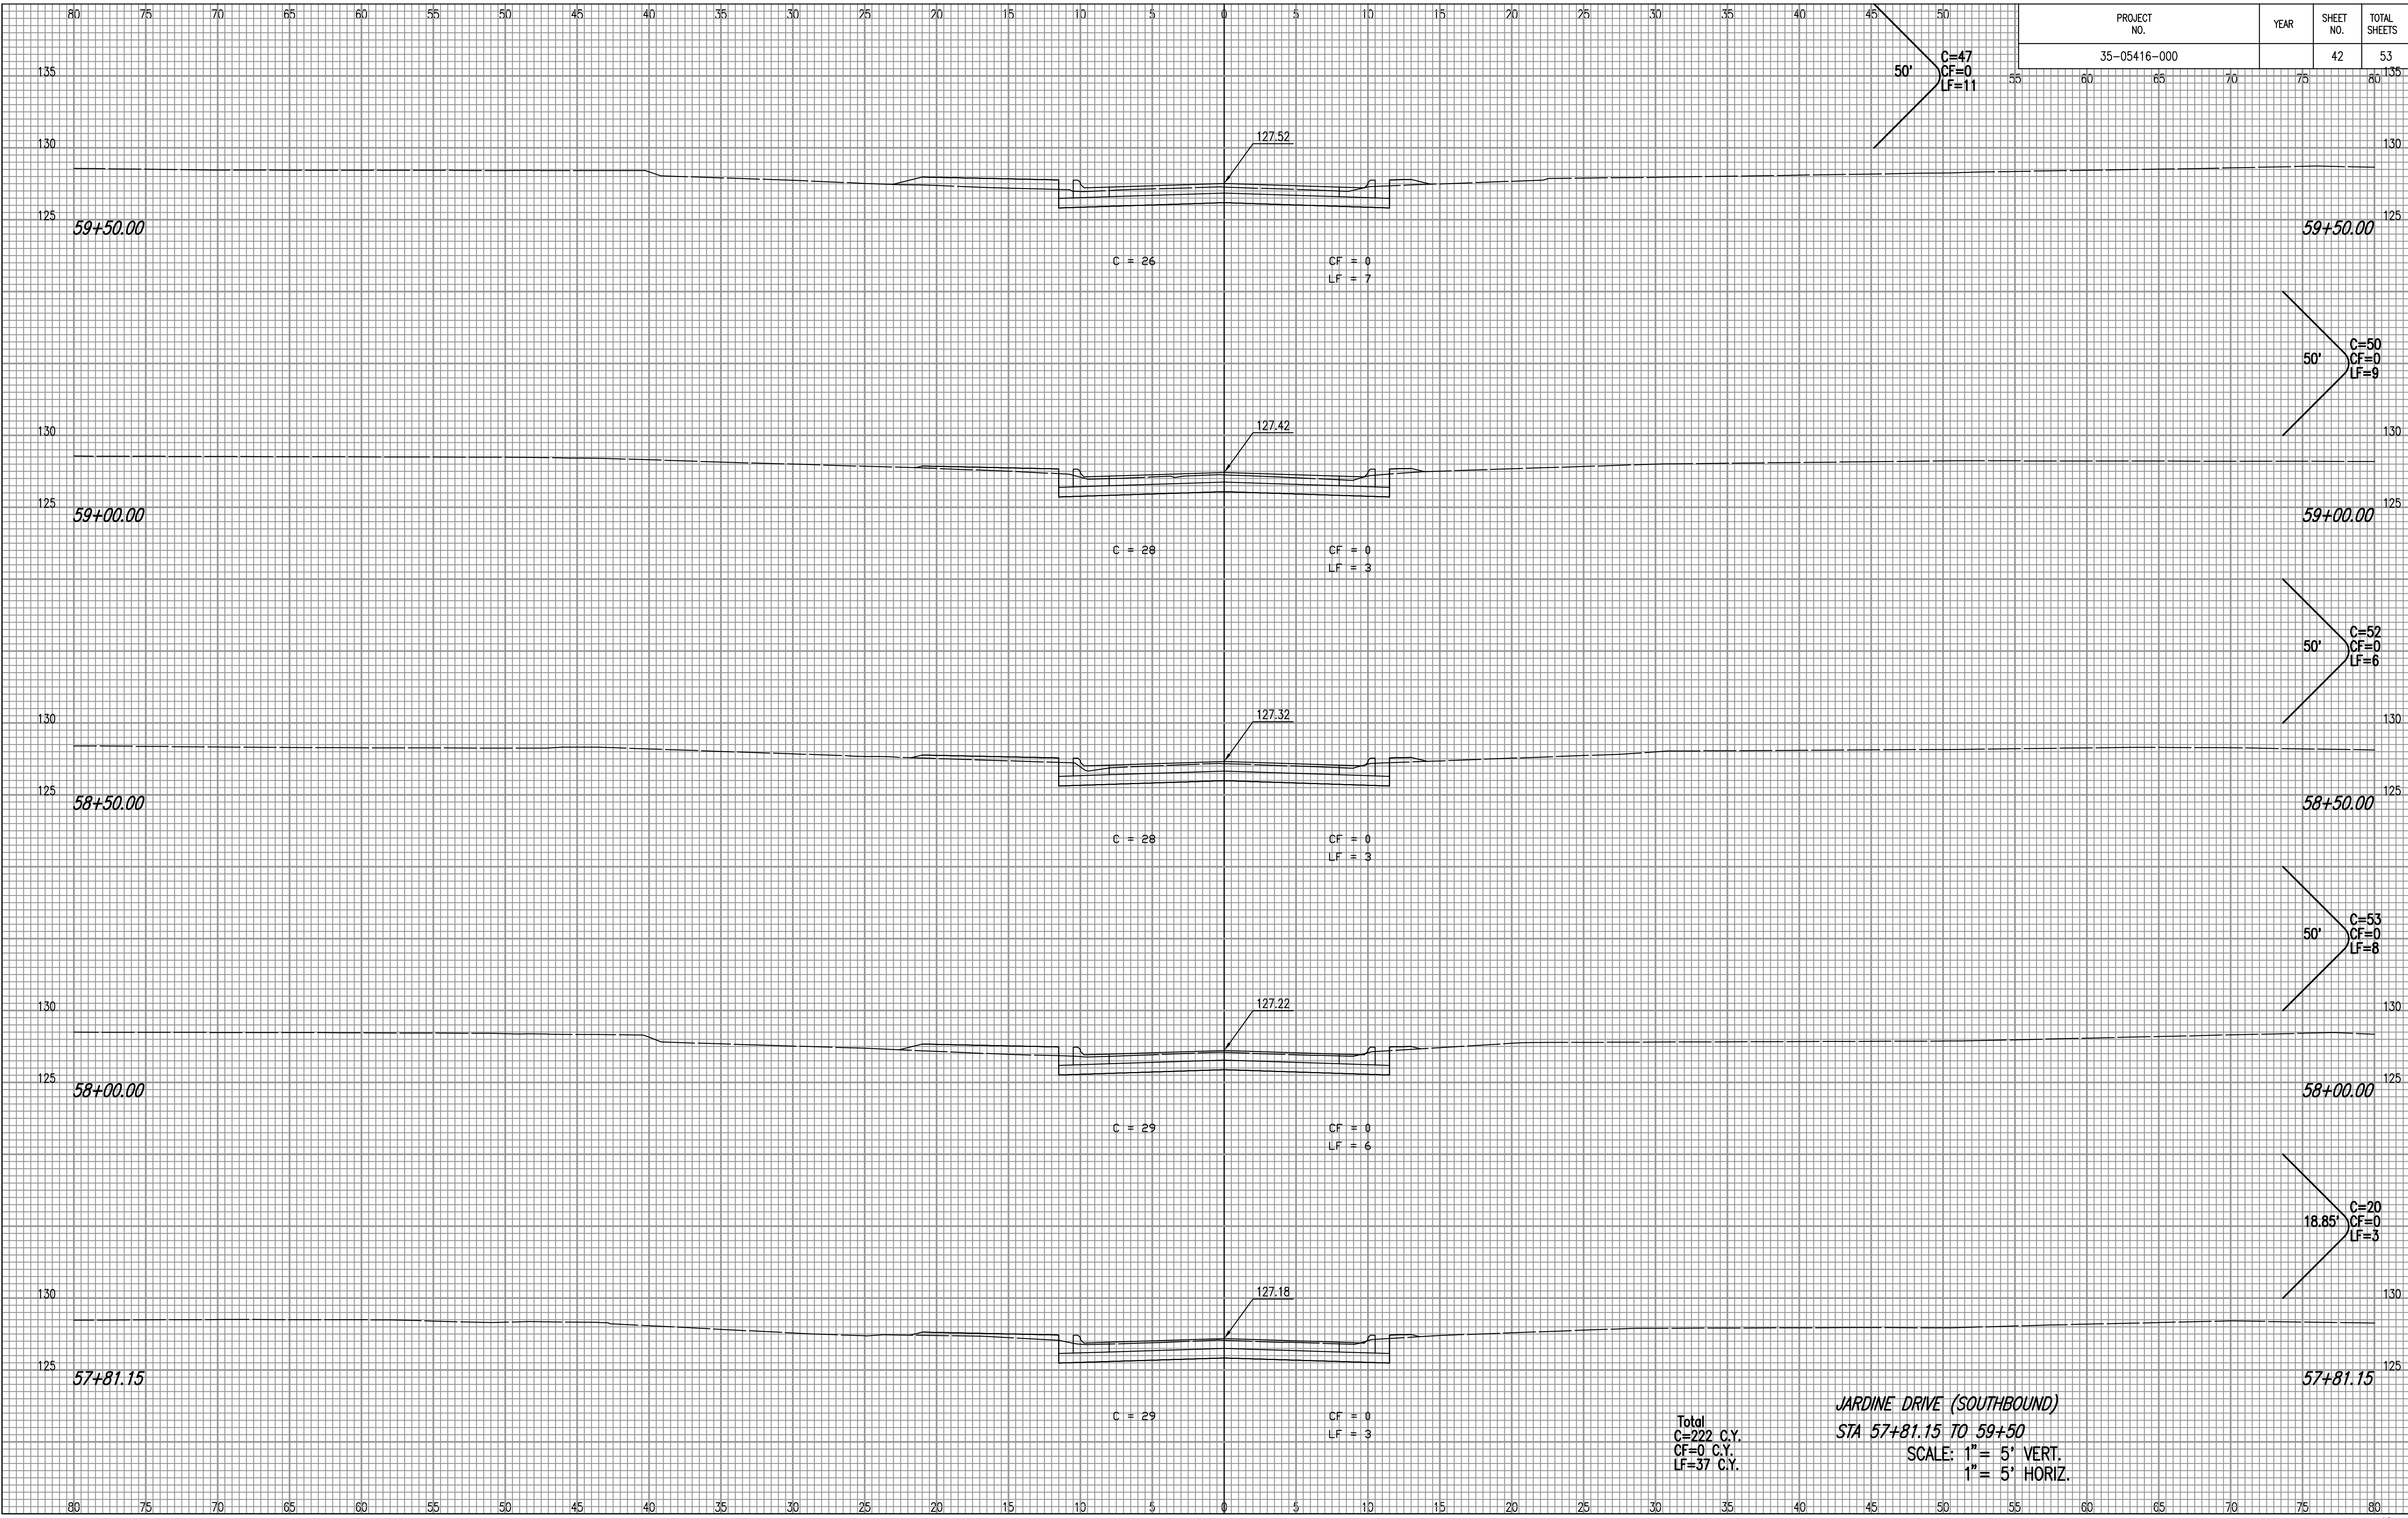 80 75 70 65 60 55 50 45 40 35 30 25 20 15 10 5 0 5 10 15 20 25 30 35 40 45 50
PROJECT NO. YEAR SHEET NO. TOTAL SHEETS
35-05416-000 42 53
55 60 65 70 75 80
C=47
50' CF=0
LF=11
135 135
127.52
130 130
125 125
59+50.00 59+50.00
C = 26 CF = 0
LF = 7
C=50
50' CF=0
LF=9
127.42
130 130
125 125
59+00.00 59+00.00
C = 28 CF = 0
LF = 3
C=52
50' CF=0
LF=6
127.32
130 130
125 125
58+50.00 58+50.00
C = 28 CF = 0
LF = 3
C=53
50' CF=0
LF=8
127.22
130 130
125 125
58+00.00 58+00.00
C = 29 CF = 0
LF = 6
C=20
18.85' CF=0
LF=3
127.18
130 130
125 125
57+81.15 57+81.15
C = 29 CF = 0
LF = 3
Total
C=222 C.Y.
CF=0 C.Y.
LF=37 C.Y.
JARDINE DRIVE (SOUTHBOUND)
STA 57+81.15 TO 59+50
SCALE: 1"= 5' VERT.
1"= 5' HORIZ.
80 75 70 65 60 55 50 45 40 35 30 25 20 15 10 5 0 5 10 15 20 25 30 35 40 45 50 55 60 65 70 75 80